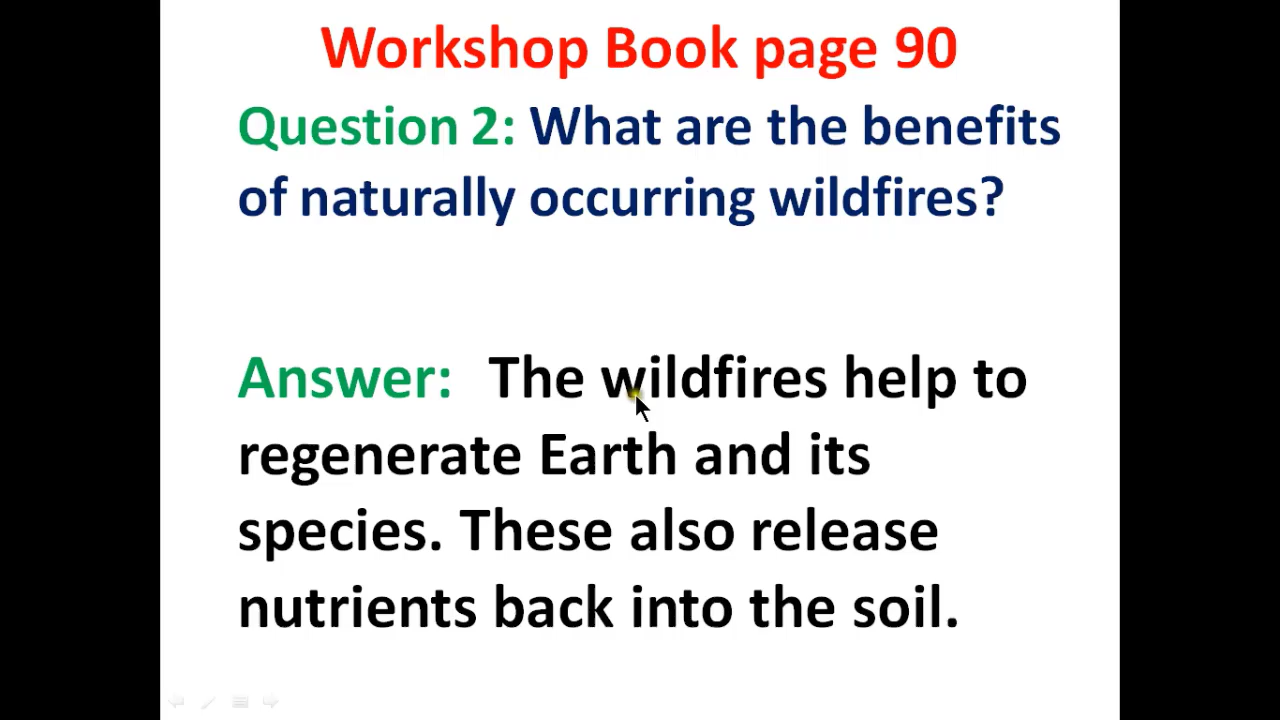 Workshop Book page 90
Question 2: What are the benefits
of naturally occurring wildfires?
Answer: The wildfires help to
regenerate Earth and its
species. These also release
nutrients back into the soil.